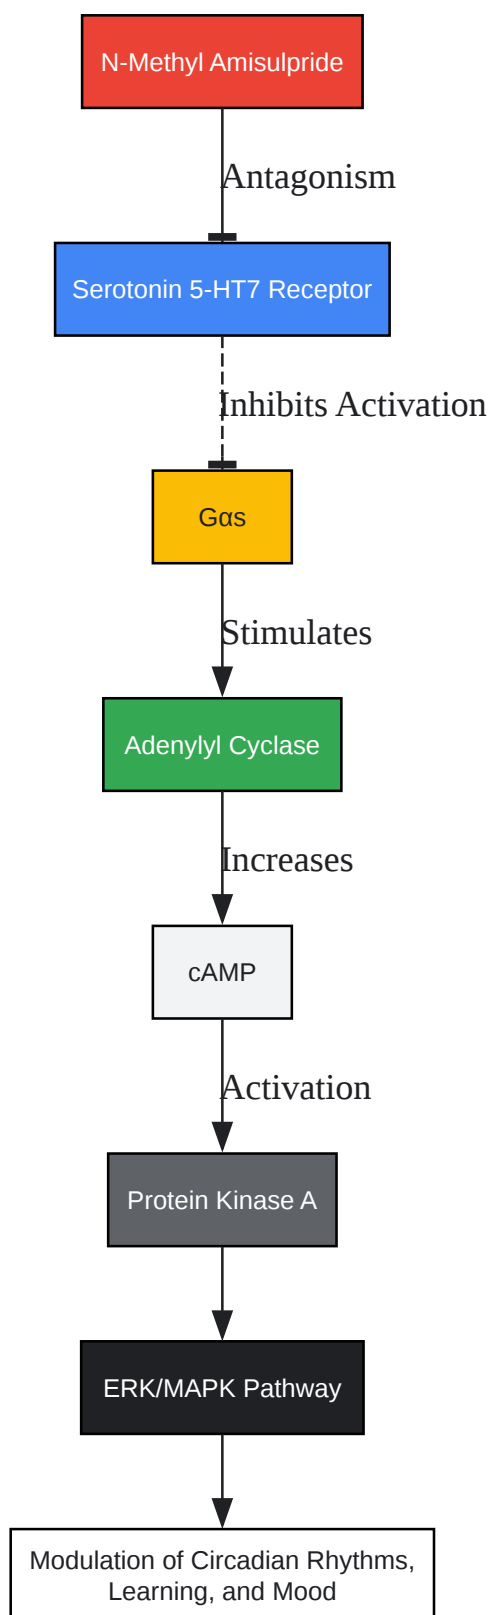 N-Methyl Amisulpride
Antagonism
Serotonin 5-HT7 Receptor
Inhibits Activation
Gαs
Stimulates
Adenylyl Cyclase
Increases
cAMP
Activation
Protein Kinase A
ERK/MAPK Pathway
Modulation of Circadian Rhythms,
Learning, and Mood